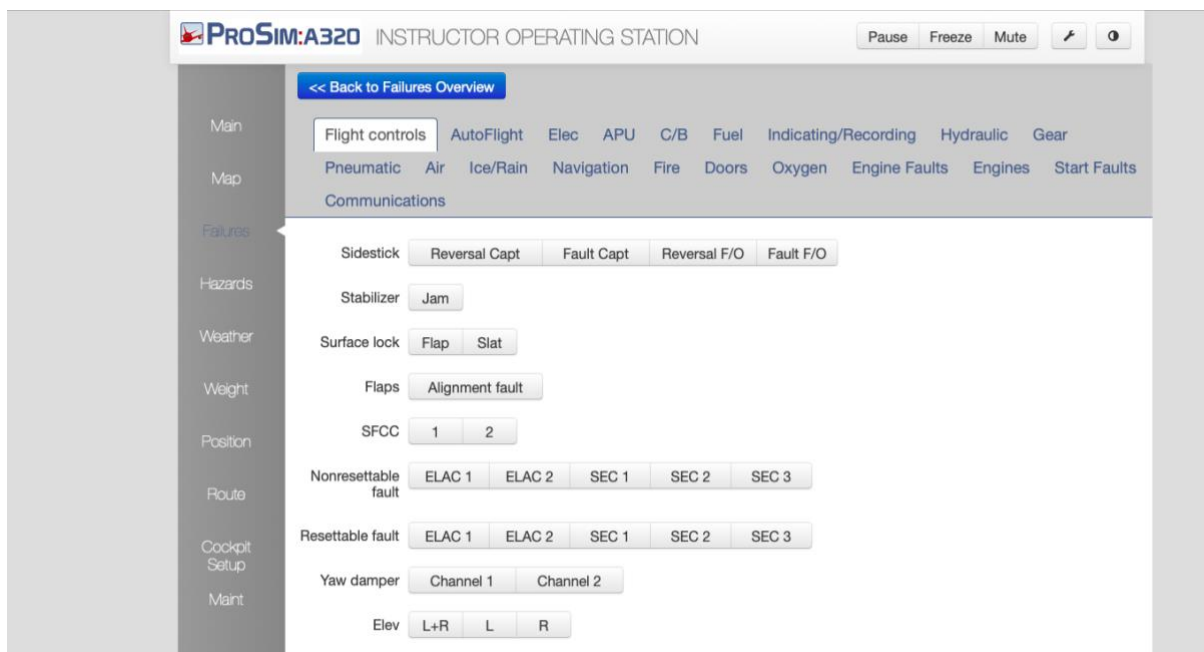 PROSIM:A320 INSTRUCTOR OPERATING STATION Pause Freeze Mute
<< Back to Failures Overview
Main
Map
Failures
Hazards
Weather
Weight
Position
Route
Cockpit
Setup
Maint
Flight controls AutoFlight Elec APU C/B Fuel Indicating/Recording Hydraulic Gear
Pneumatic Air Ice/Rain Navigation Fire Doors Oxygen Engine Faults Engines Start Faults
Communications
Sidestick Reversal Capt Fault Capt Reversal F/O Fault F/O
Stabilizer Jam
Surface lock Flap Slat
Flaps Alignment fault
SFCC 1 2
Nonresettable fault ELAC 1 ELAC 2 SEC 1 SEC 2 SEC 3
Resettable fault ELAC 1 ELAC 2 SEC 1 SEC 2 SEC 3
Yaw damper Channel 1 Channel 2
Elev L+R L R